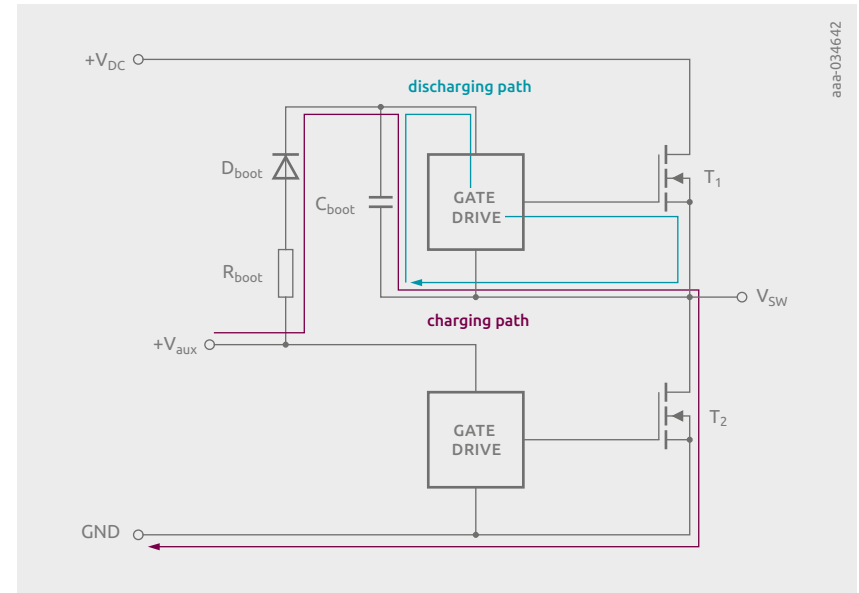 aaa-034642
+VDC
discharging path
Dboot
GATE
DRIVE
T1
Cboot
Rboot
VSW
charging path
+Vaux
GATE
DRIVE
T2
GND